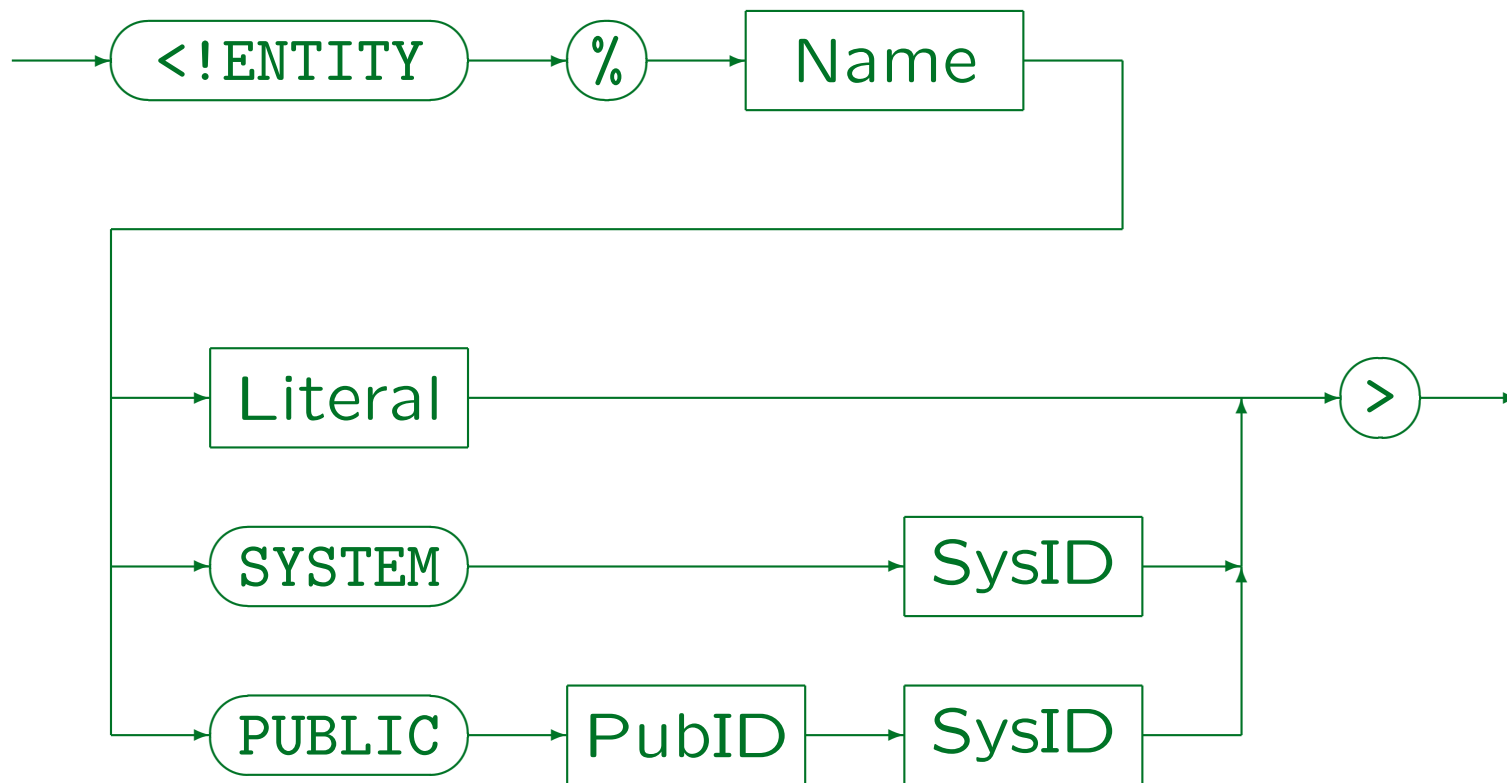 <!ENTITY % Name
Literal >
SYSTEM SysID
PUBLIC PubID SysID